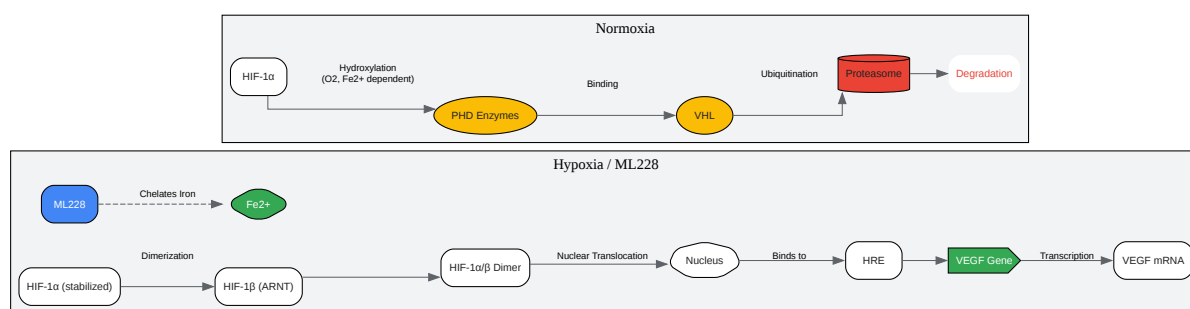 Normoxia
HIF-1α
Hydroxylation
(O2, Fe2+ dependent)
PHD Enzymes
Binding
VHL
Ubiquitination
Proteasome
Degradation
Hypoxia / ML228
ML228
Chelates Iron
Fe2+
HIF-1α (stabilized)
Dimerization
HIF-1β (ARNT)
HIF-1α/β Dimer
Nuclear Translocation
Nucleus
Binds to
HRE
VEGF Gene
Transcription
VEGF mRNA